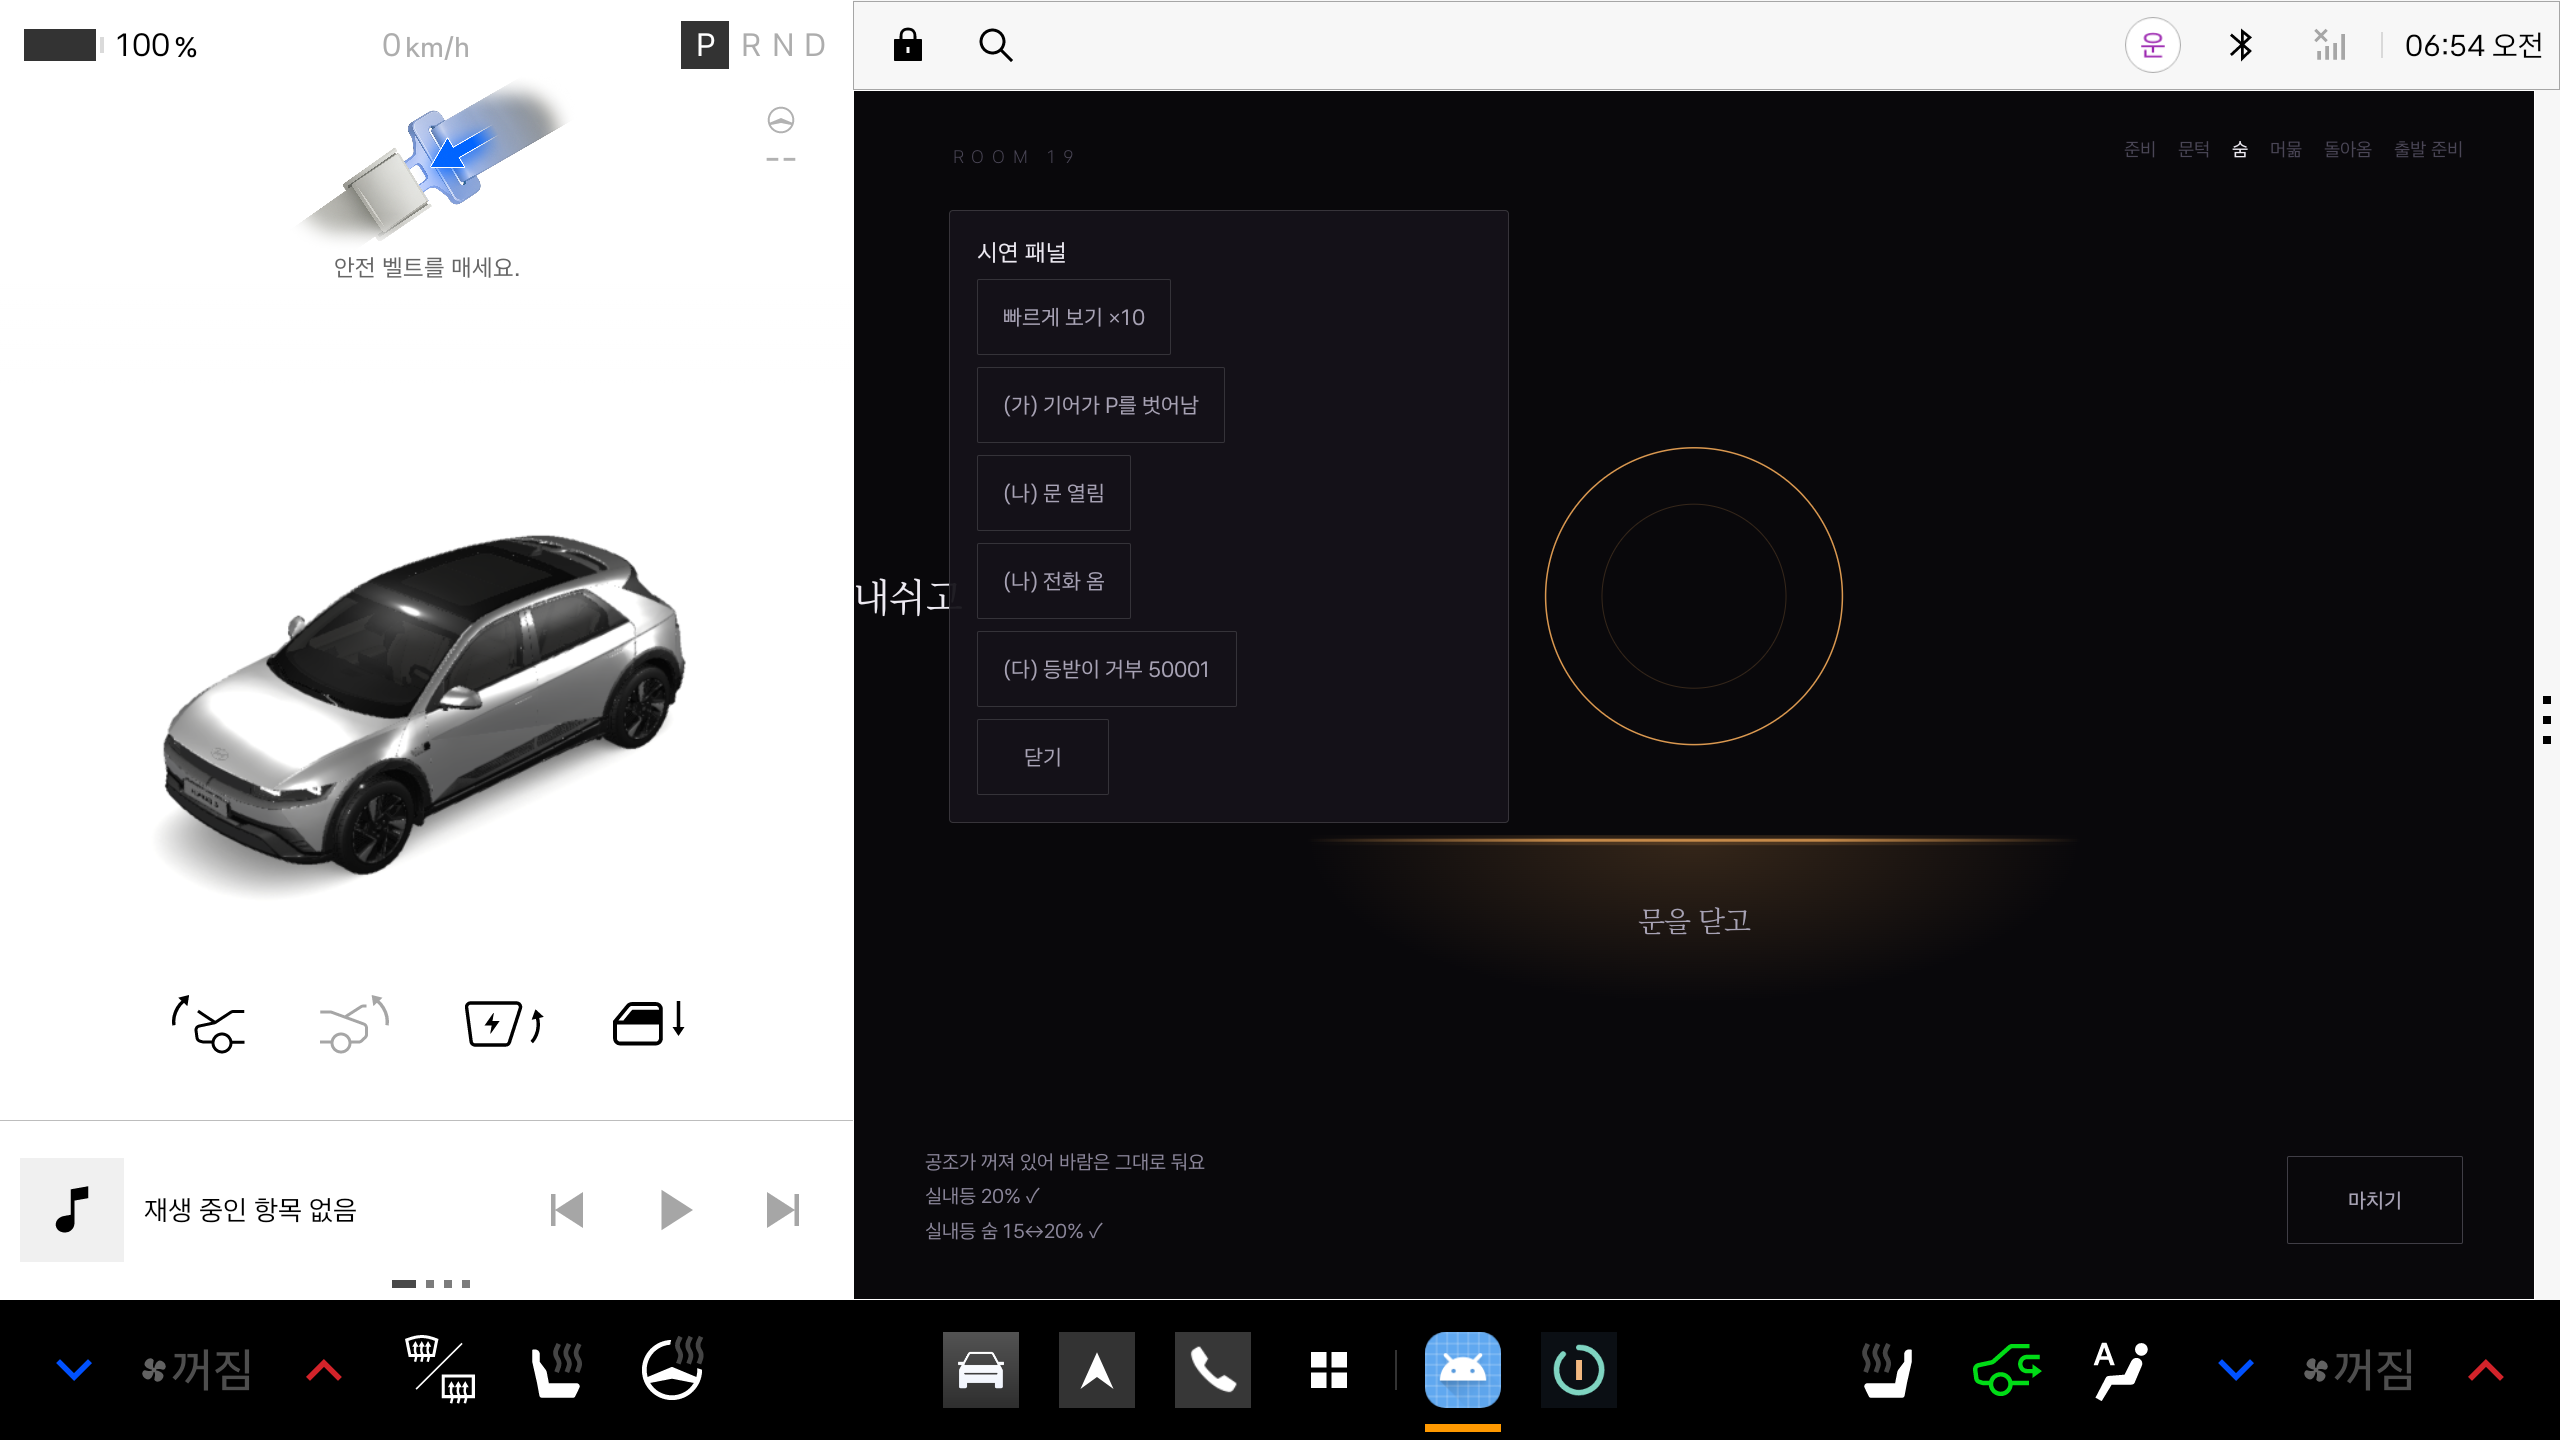 100 %
0 km/h
P R N D
안전 벨트를 매세요.
재생 중인 항목 없음
운
06:54 오전
ROOM 19
준비 문턱 숨 머묾 돌아옴 출발 준비
시연 패널
빠르게 보기 ×10
(가) 기어가 P를 벗어남
(나) 문 열림
(나) 전화 옴
내쉬고
(다) 등받이 거부 50001
닫기
문을 닫고
공조가 꺼져 있어 바람은 그대로 둬요
실내등 20% ✓
실내등 숨 15↔20% ✓
마치기
꺼짐
A
꺼짐